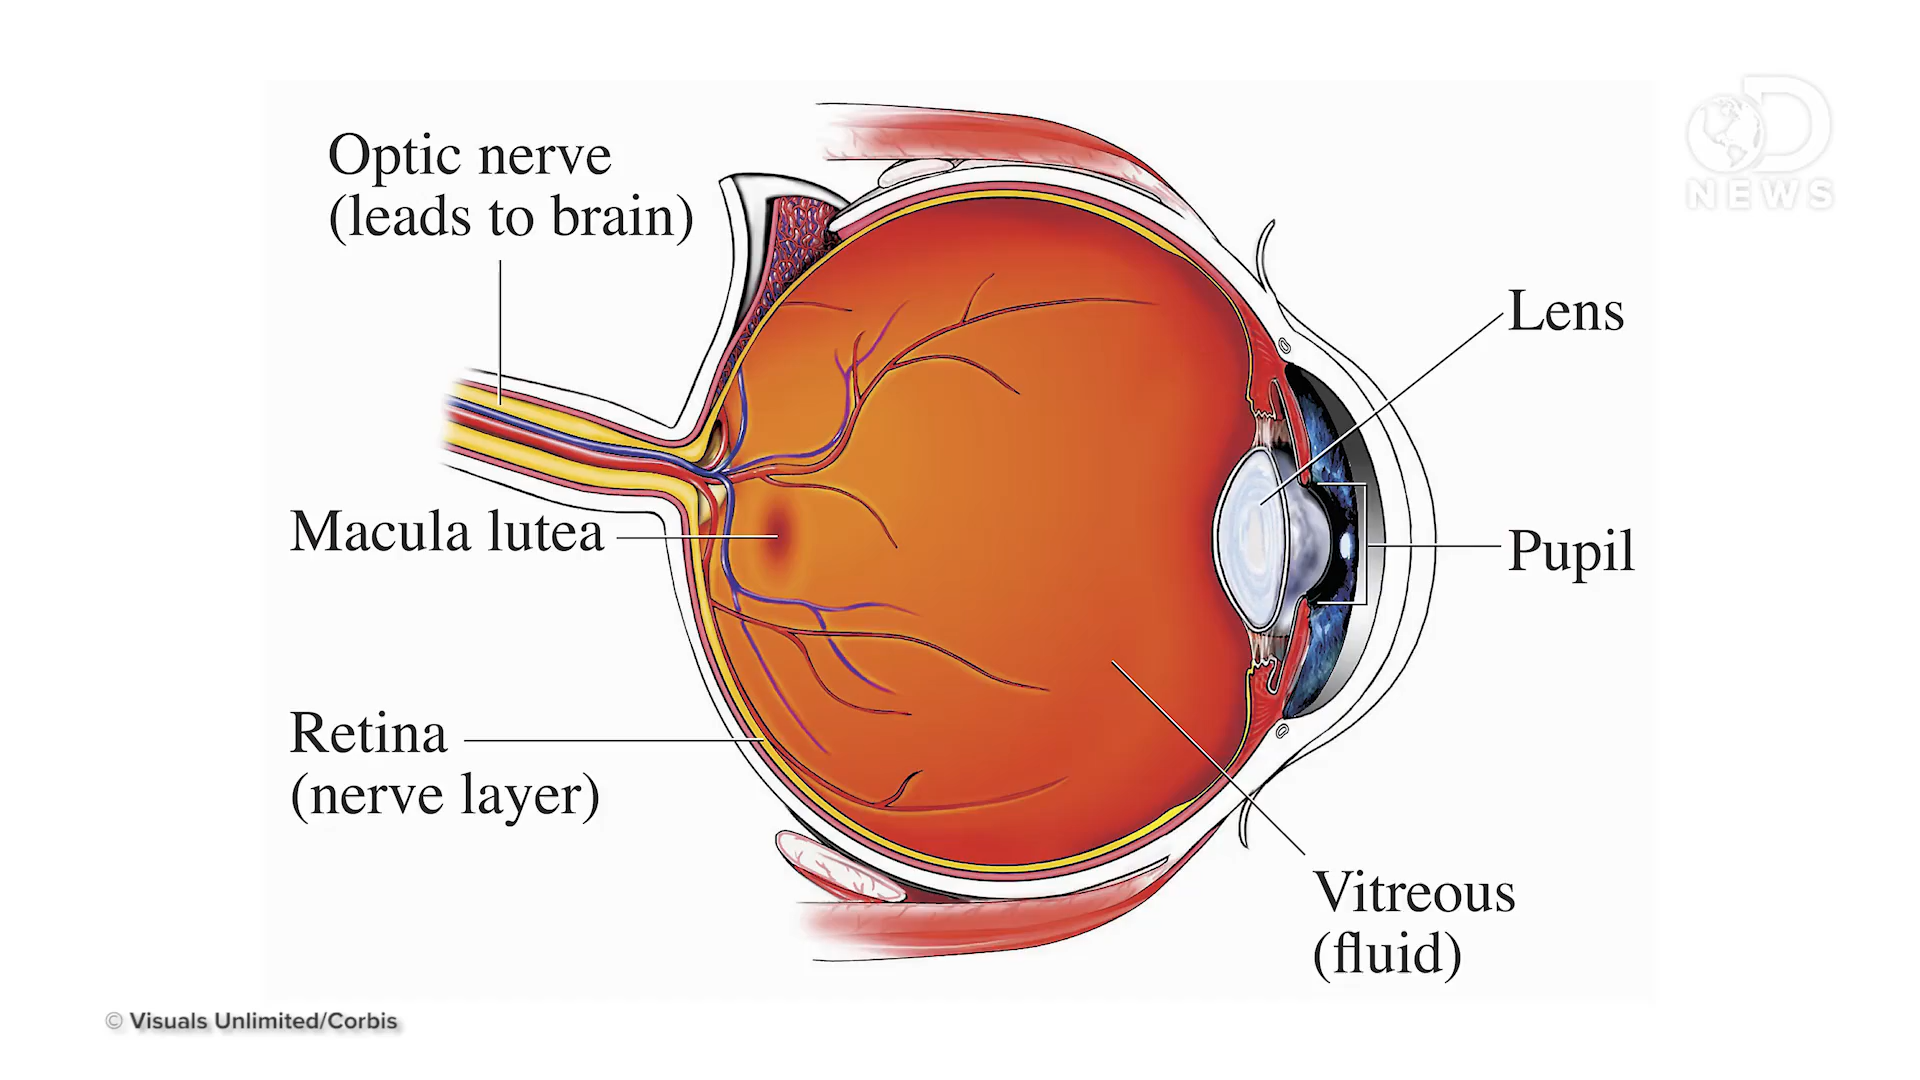 Optic nerve
(leads to brain)
Macula lutea
Retina
(nerve layer)
Lens
Pupil
Vitreous
(fluid)
D
NEWS
© Visuals Unlimited/Corbis